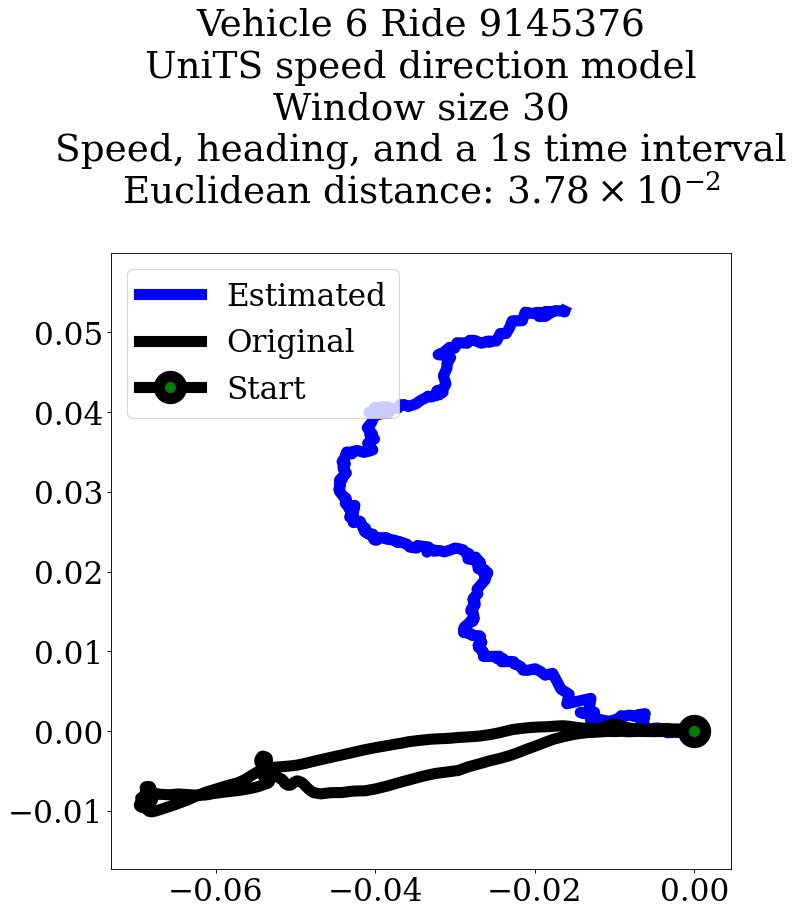 Vehicle 6 Ride 9145376
UniTS speed direction model
Window size 30
Speed, heading, and a 1s time interval
Euclidean distance: 3.78 × 10⁻²
Estimated
Original
Start
0.05
0.04
0.03
0.02
0.01
0.00
−0.01
−0.06 −0.04 −0.02 0.00